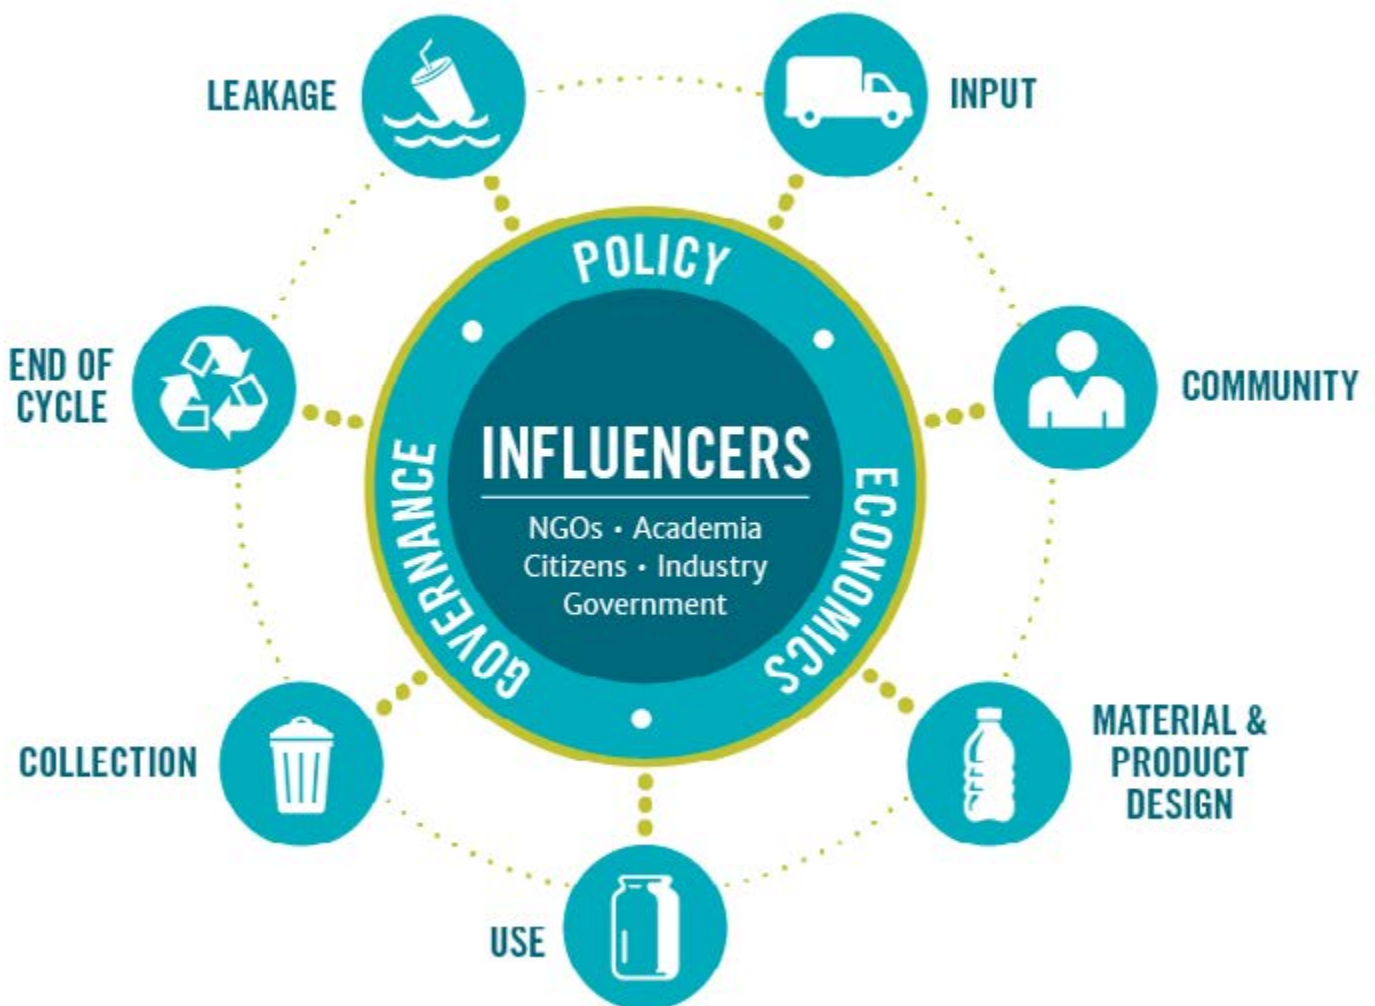 LEAKAGE
INPUT
POLICY
END OF
CYCLE
COMMUNITY
GOVERNANCE
INFLUENCERS
NGOs • Academia
Citizens • Industry
Government
ECONOMICS
COLLECTION
MATERIAL &
PRODUCT
DESIGN
USE